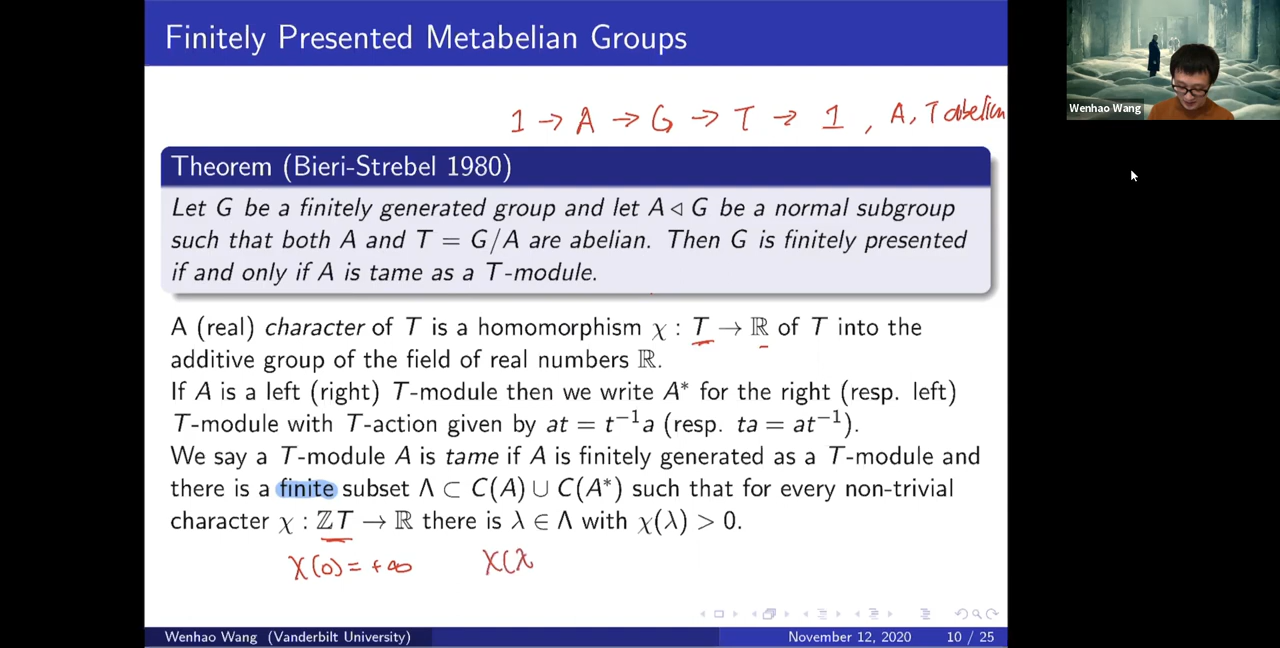 Finitely Presented Metabelian Groups
1 → A → G → T → 1 , A, T abelian
Theorem (Bieri-Strebel 1980)
Let G be a finitely generated group and let A ◁ G be a normal subgroup
such that both A and T = G/A are abelian. Then G is finitely presented
if and only if A is tame as a T-module.
A (real) character of T is a homomorphism χ : T → ℝ of T into the
additive group of the field of real numbers ℝ.
If A is a left (right) T-module then we write A* for the right (resp. left)
T-module with T-action given by at = t⁻¹a (resp. ta = at⁻¹).
We say a T-module A is tame if A is finitely generated as a T-module and
there is a finite subset Λ ⊂ C(A) ∪ C(A*) such that for every non-trivial
character χ : ℤT → ℝ there is λ ∈ Λ with χ(λ) > 0.
χ(0) = +∞ χ(λ
Wenhao Wang (Vanderbilt University) November 12, 2020 10 / 25
Wenhao Wang